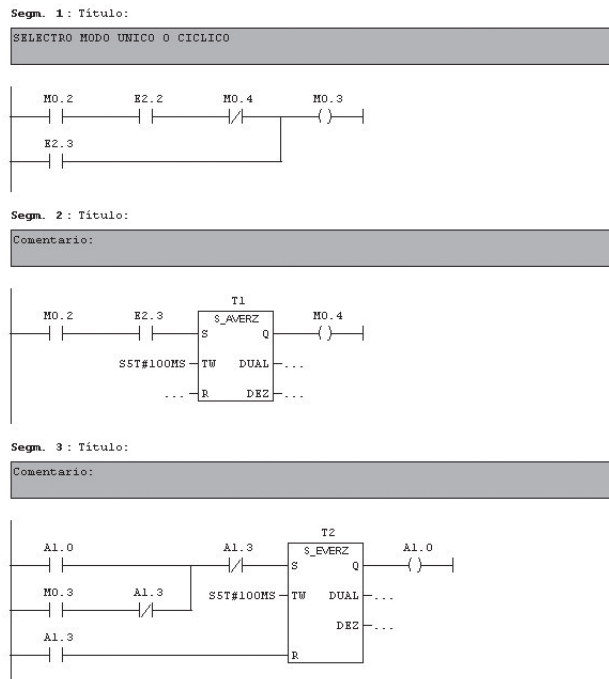 Segm. 1 : Título:
SELECTRO MODO UNICO O CICLICO
M0.2 E2.2 M0.4 M0.3
E2.3
Segm. 2 : Título:
Comentario:
T1
M0.2 E2.3 S_AVERZ M0.4
S Q
S5T#100MS TW DUAL ...
... R DEZ ...
Segm. 3 : Título:
Comentario:
T2
A1.0 A1.3 S_EVERZ A1.0
S Q
M0.3 A1.3 S5T#100MS TW DUAL ...
DEZ ...
A1.3
R